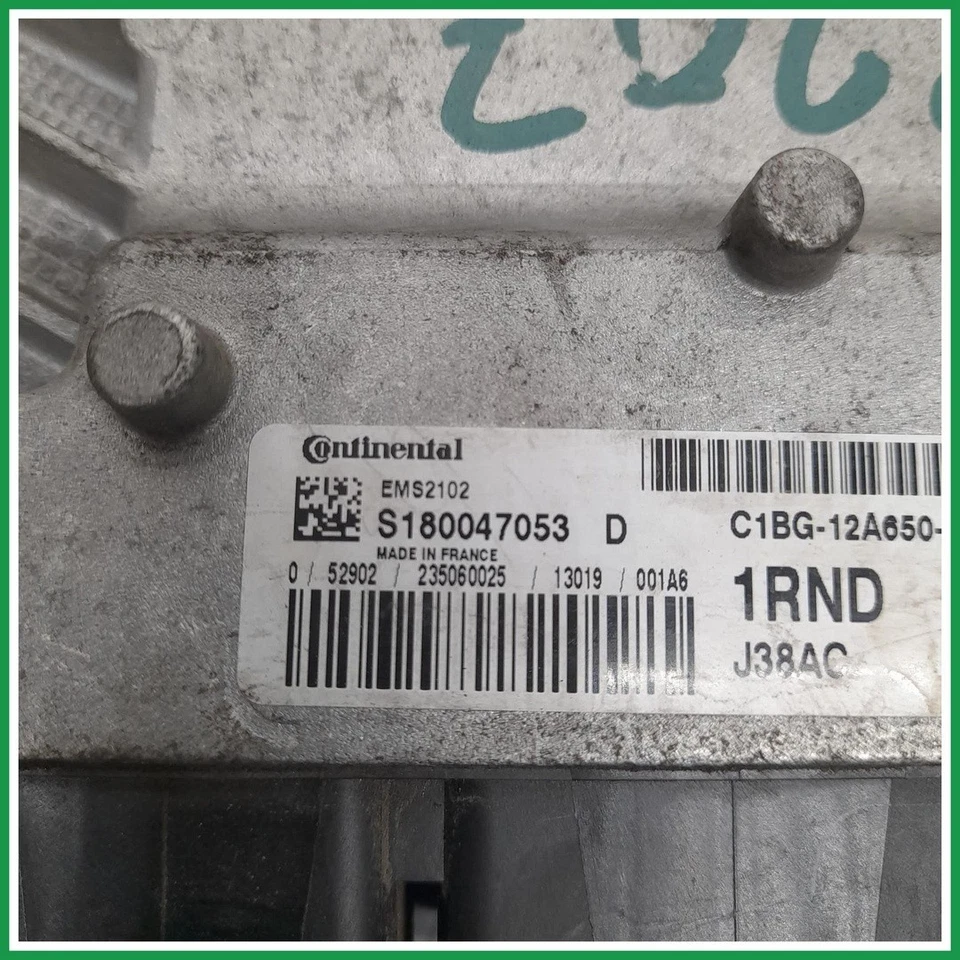 Continental
EMS2102
S180047053 D
MADE IN FRANCE
0 / 52902 / 235060025 / 13019 / 001A6
C1BG-12A650-
1RND
J38AC